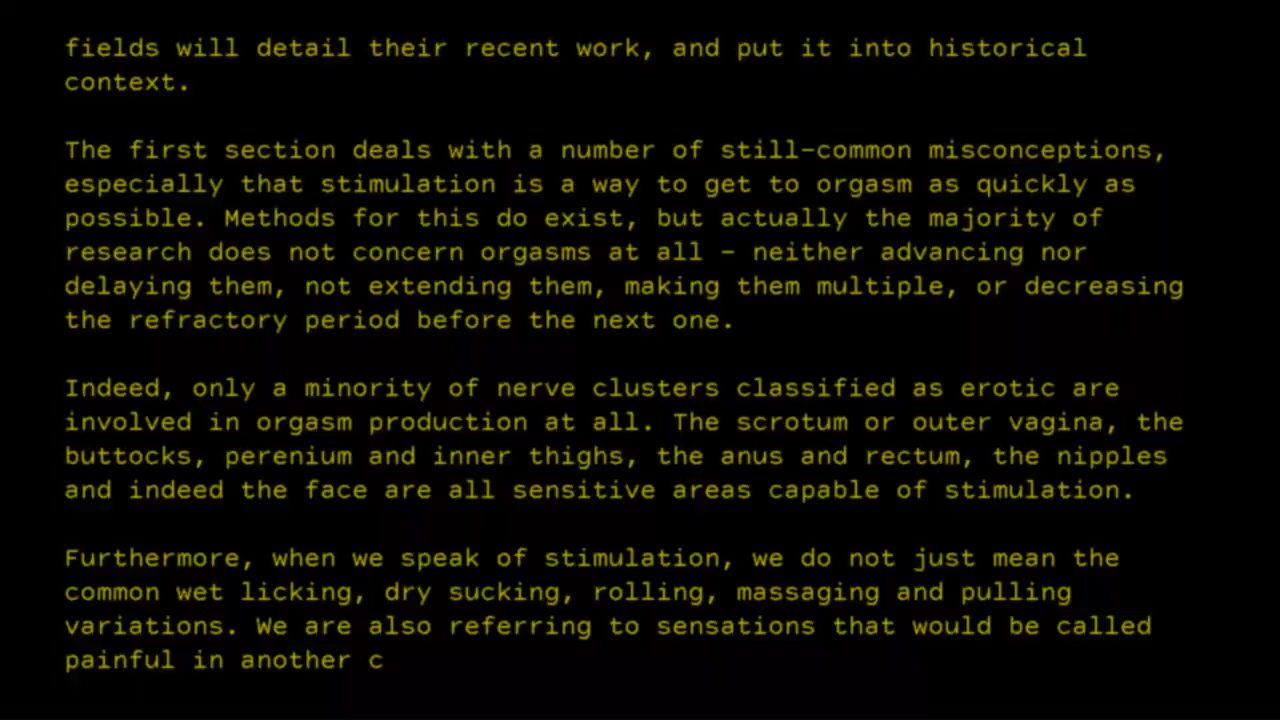 fields will detail their recent work, and put it into historical
context.
The first section deals with a number of still-common misconceptions,
especially that stimulation is a way to get to orgasm as quickly as
possible. Methods for this do exist, but actually the majority of
research does not concern orgasms at all - neither advancing nor
delaying them, not extending them, making them multiple, or decreasing
the refractory period before the next one.
Indeed, only a minority of nerve clusters classified as erotic are
involved in orgasm production at all. The scrotum or outer vagina, the
buttocks, perenium and inner thighs, the anus and rectum, the nipples
and indeed the face are all sensitive areas capable of stimulation.
Furthermore, when we speak of stimulation, we do not just mean the
common wet licking, dry sucking, rolling, massaging and pulling
variations. We are also referring to sensations that would be called
painful in another c